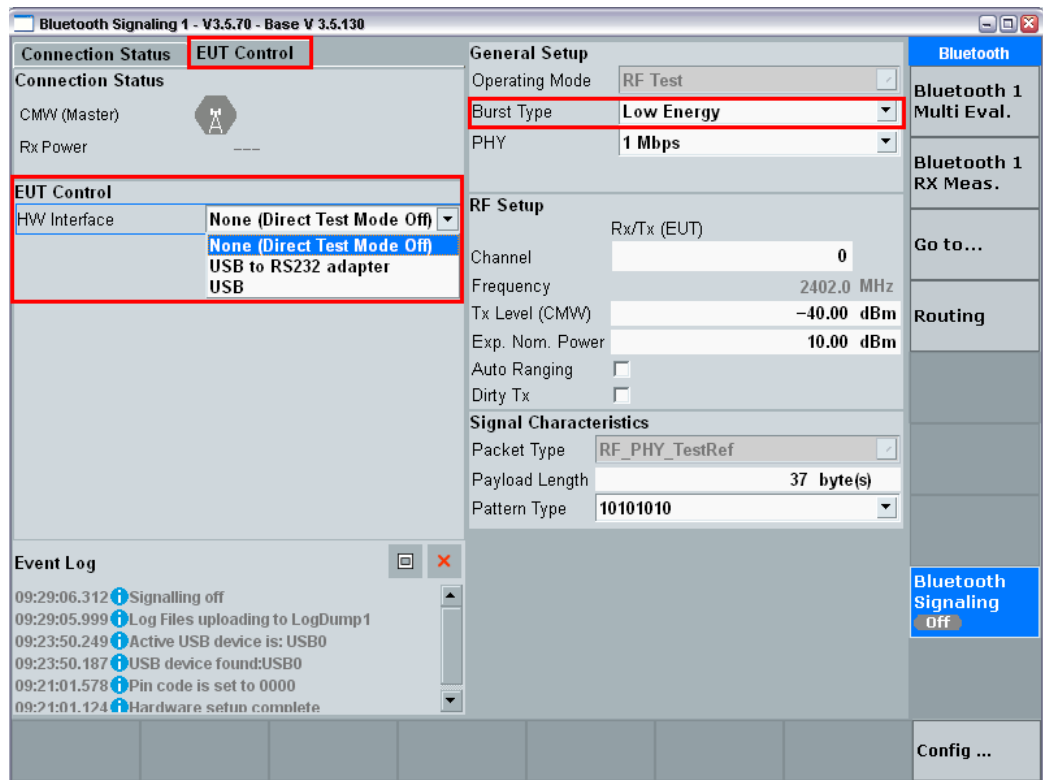 Bluetooth Signaling 1 - V3.5.70 - Base V 3.5.130
Connection Status
EUT Control
Connection Status
CMW (Master)
Rx Power ---
EUT Control
HW Interface None (Direct Test Mode Off)
None (Direct Test Mode Off)
USB to RS232 adapter
USB
Event Log
09:29:06.312 Signalling off
09:29:05.999 Log Files uploading to LogDump1
09:23:50.249 Active USB device is: USB0
09:23:50.187 USB device found:USB0
09:21:01.578 Pin code is set to 0000
09:21:01.124 Hardware setup complete
General Setup
Operating Mode RF Test
Burst Type Low Energy
PHY 1 Mbps
RF Setup
Rx/Tx (EUT)
Channel 0
Frequency 2402.0 MHz
Tx Level (CMW) -40.00 dBm
Exp. Nom. Power 10.00 dBm
Auto Ranging
Dirty Tx
Signal Characteristics
Packet Type RF_PHY_TestRef
Payload Length 37 byte(s)
Pattern Type 10101010
Bluetooth
Bluetooth 1
Multi Eval.
Bluetooth 1
RX Meas.
Go to...
Routing
Bluetooth
Signaling
Off
Config ...